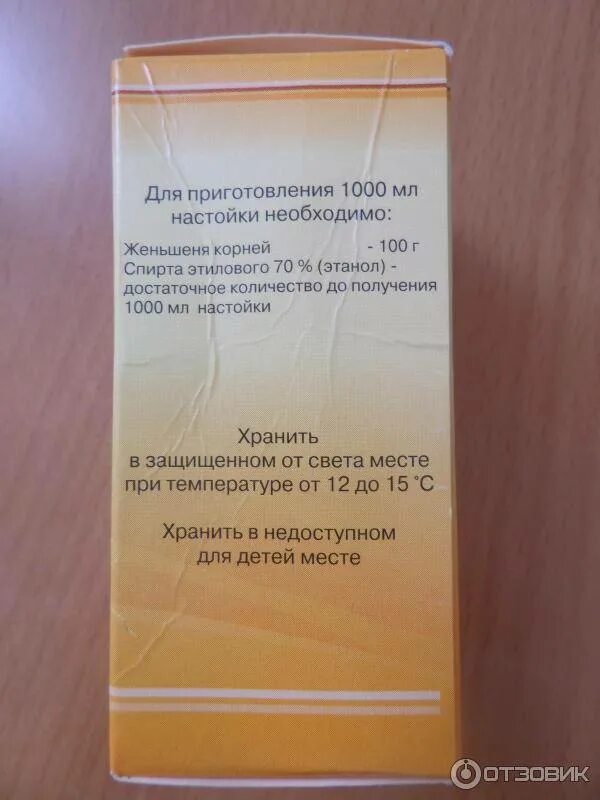 Для приготовления 1000 мл
настойки необходимо:
Женьшеня корней - 100 г
Спирта этилового 70 % (этанол) -
достаточное количество до получения
1000 мл настойки
Хранить
в защищенном от света месте
при температуре от 12 до 15 °С
Хранить в недоступном
для детей месте
ОТЗОВИК